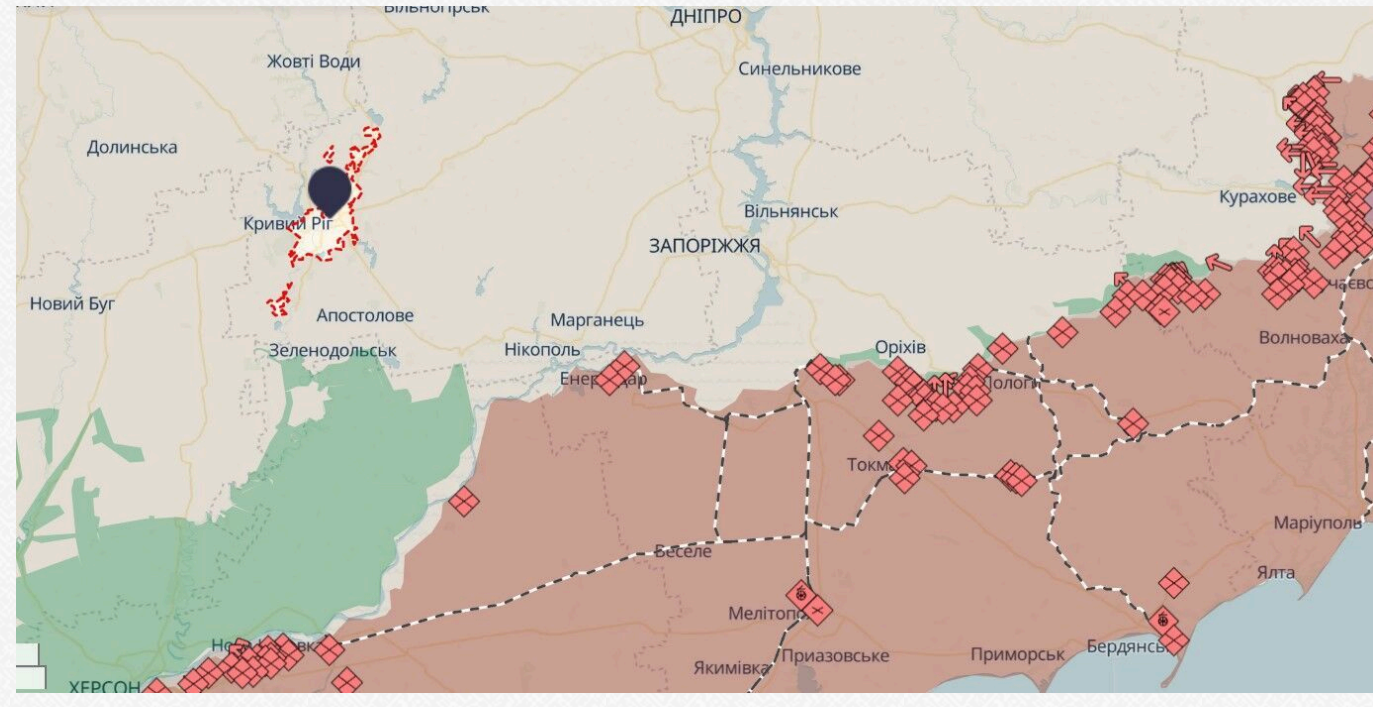 ДНІПРО
Жовті Води
Синельникове
Долинська
Курахове
Вільнянськ
Кривий Ріг
ЗАПОРІЖЖЯ
Новий Буг
Апостолове
Марганець
Волноваха
Зеленодольськ
Нікополь
Оріхів
Маріуполь
Веселе
Ялта
Приазовське
Приморськ
Якимівка
ХЕРСОН